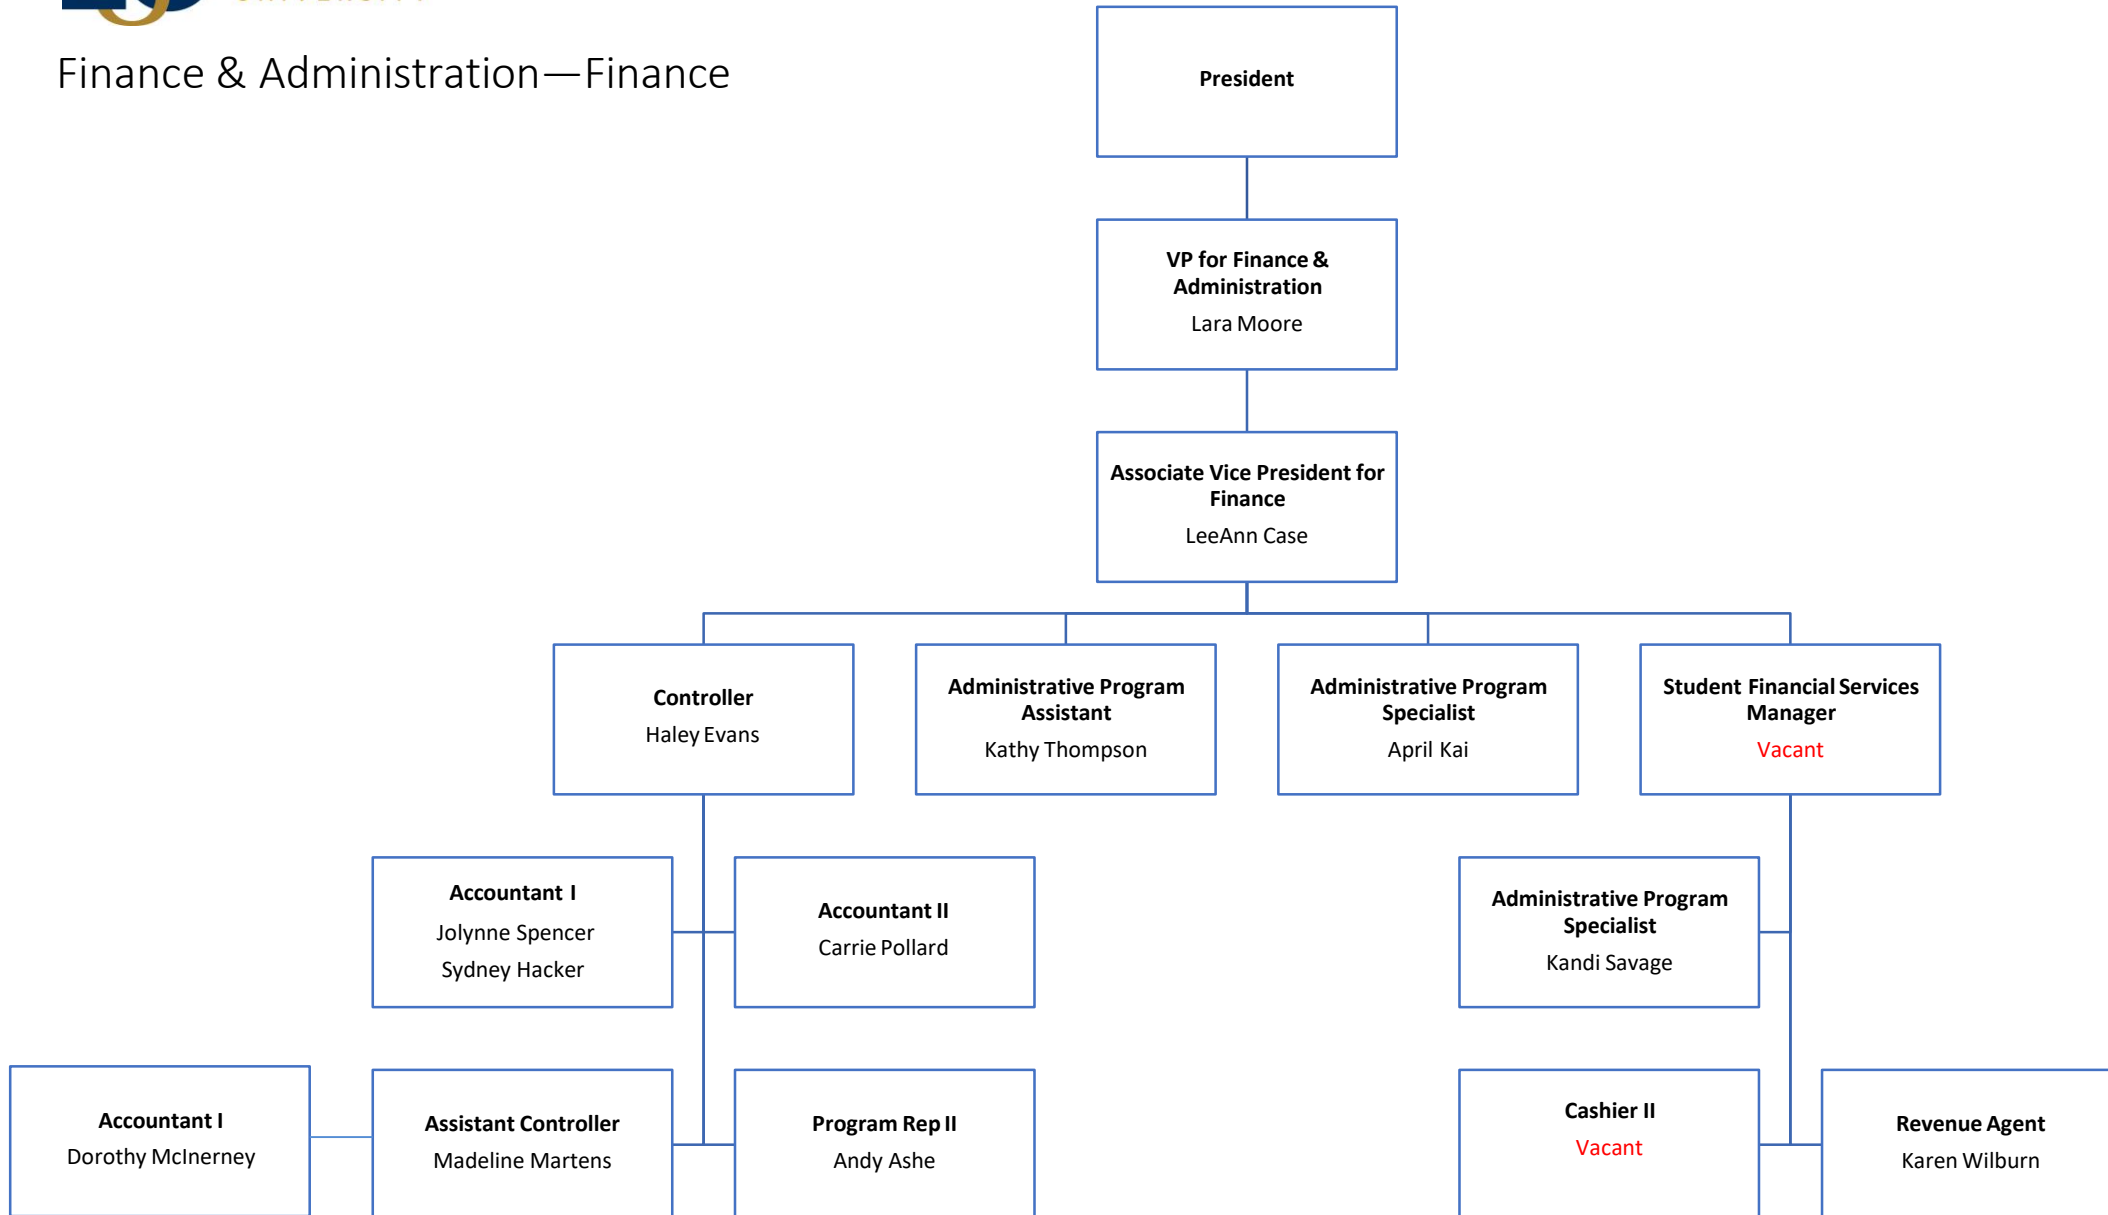 Finance & Administration—Finance
President
VP for Finance &
Administration
Lara Moore
Associate Vice President for
Finance
LeeAnn Case
Controller
Haley Evans
Administrative Program
Assistant
Kathy Thompson
Administrative Program
Specialist
April Kai
Student Financial Services
Manager
Vacant
Accountant I
Jolynne Spencer
Sydney Hacker
Accountant II
Carrie Pollard
Administrative Program
Specialist
Kandi Savage
Accountant I
Dorothy McInerney
Assistant Controller
Madeline Martens
Program Rep II
Andy Ashe
Cashier II
Vacant
Revenue Agent
Karen Wilburn